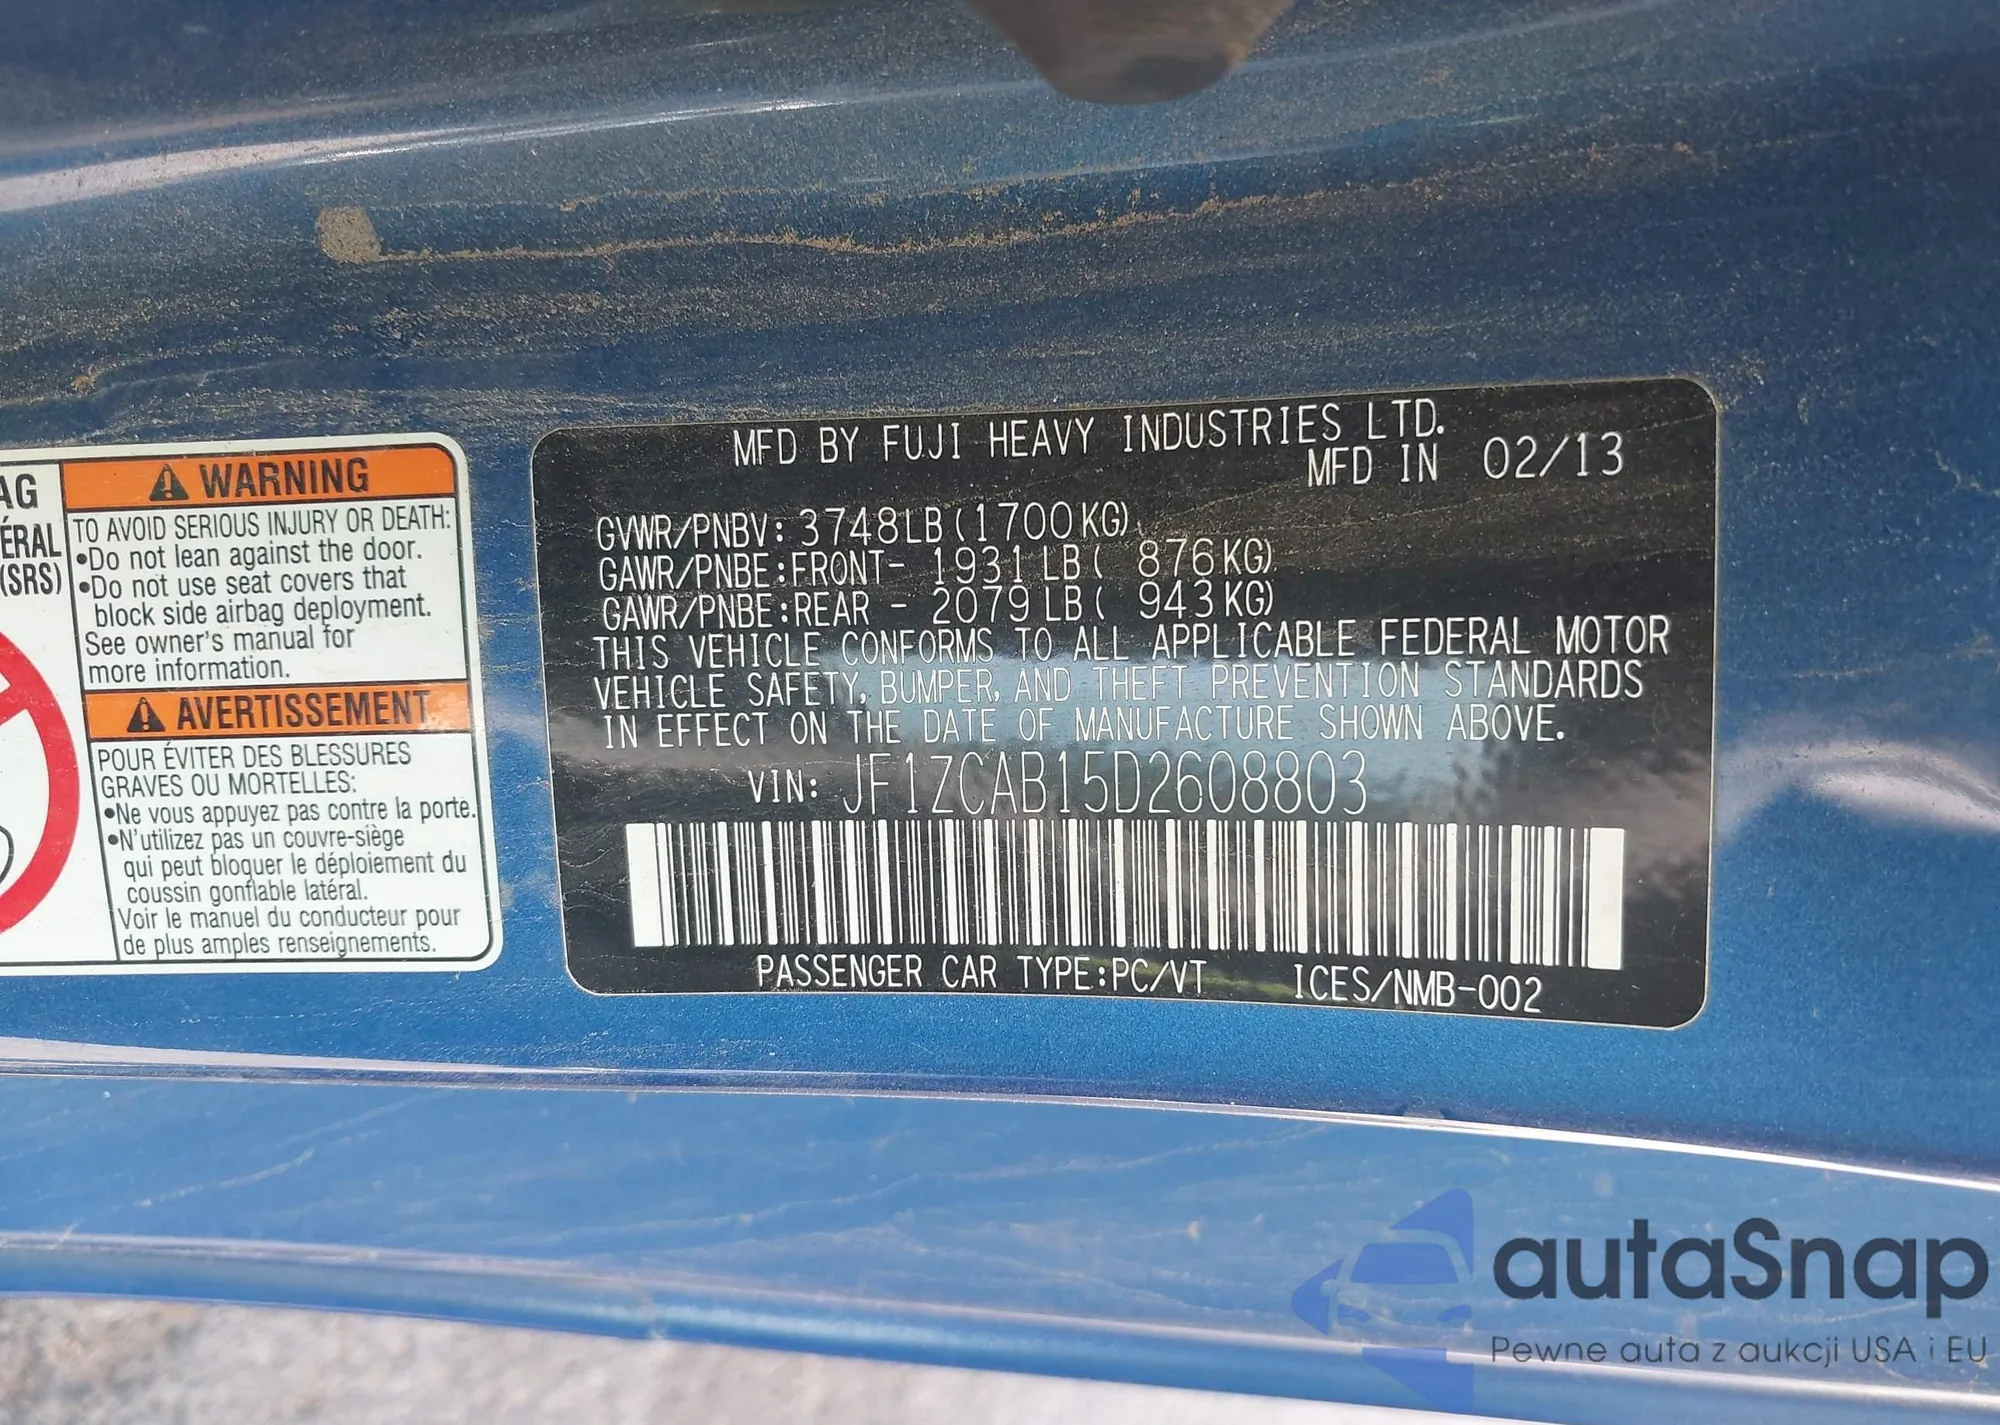 AG
ÉRAL
(SRS)
WARNING
TO AVOID SERIOUS INJURY OR DEATH:
•Do not lean against the door.
•Do not use seat covers that
block side airbag deployment.
See owner's manual for
more information.
AVERTISSEMENT
POUR ÉVITER DES BLESSURES
GRAVES OU MORTELLES:
•Ne vous appuyez pas contre la porte.
•N'utilizez pas un couvre-siège
qui peut bloquer le déploiement du
coussin gonflable latéral.
Voir le manuel du conducteur pour
de plus amples renseignements.
MFD BY FUJI HEAVY INDUSTRIES LTD.
MFD IN 02/13
GVWR/PNBV: 3748LB(1700KG)
GAWR/PNBE:FRONT- 1931LB( 876KG)
GAWR/PNBE:REAR - 2079LB( 943KG)
THIS VEHICLE CONFORMS TO ALL APPLICABLE FEDERAL MOTOR
VEHICLE SAFETY, BUMPER, AND THEFT PREVENTION STANDARDS
IN EFFECT ON THE DATE OF MANUFACTURE SHOWN ABOVE.
VIN: JF1ZCAB15D2608803
PASSENGER CAR TYPE:PC/VT ICES/NMB-002
autaSnap
Pewne auta z aukcji USA i EU